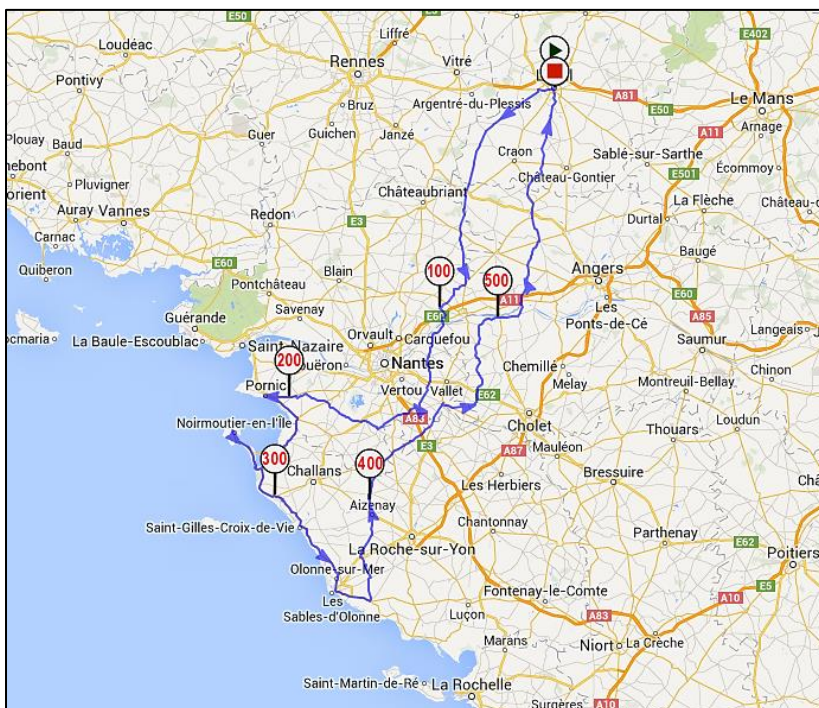 E50
Liffré
E402
Loudéac
Rennes
Vitré
Pontivy
Argentré-du-Plessis
A81
E50
Le Mans
Bruz
Janzé
Arnage
Plouay
Guer
Guichen
Craon
Sablé-sur-Sarthe
A11
Baud
Château-Gontier
Écommoy
Pluvigner
Châteaubriant
E501
La Flèche
Auray
Vannes
Redon
E3
Durtal
Carnac
Baugé
Quiberon
E60
Blain
100
500
Angers
Pontchâteau
A11
E60
Guérande
Savenay
Les
Ponts-de-Cé
A85
La Baule-Escoublac
Orvault
Carquefou
Langeais
Saint-Nazaire
Saumur
200
Nantes
Chemillé
Chinon
Pornic
Vertou
Vallet
E62
Melay
Montreuil-Bellay
Noirmoutier-en-l'Île
A83
Cholet
Thouars
Loudun
E3
300
400
A87
Mauléon
Challans
Les Herbiers
Bressuire
Aizenay
Saint-Gilles-Croix-de-Vie
Chantonnay
Parthenay
E62
La Roche-sur-Yon
Poitiers
Olonne-sur-Mer
E5
Les
Sables-d'Olonne
Fontenay-le-Comte
A10
Luçon
A83
Marans
Niort
La Crèche
Saint-Martin-de-Ré
La Rochelle
Surgères
A10